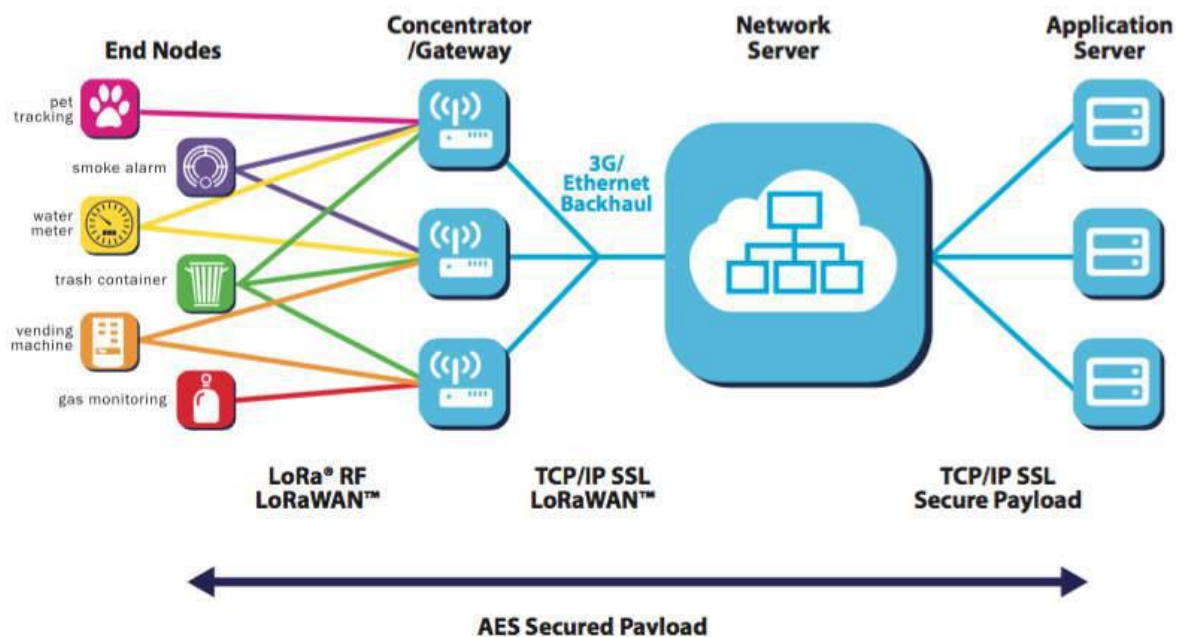 End Nodes
Concentrator
/Gateway
Network
Server
Application
Server
pet
tracking
smoke alarm
water
meter
trash container
vending
machine
gas monitoring
3G/
Ethernet
Backhaul
LoRa® RF
LoRaWAN™
TCP/IP SSL
LoRaWAN™
TCP/IP SSL
Secure Payload
AES Secured Payload